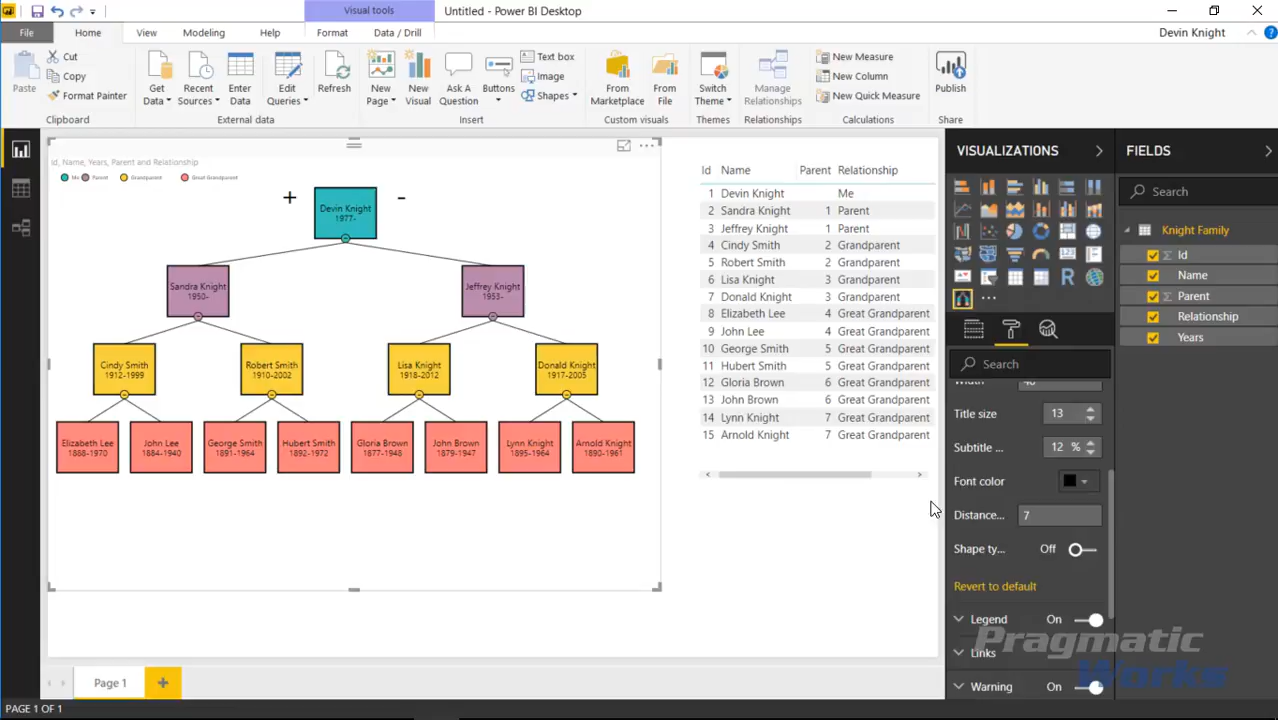 Visual tools
Untitled - Power BI Desktop
File
Home
View
Modeling
Help
Format
Data / Drill
Devin Knight
?
Paste
Cut
Copy
Format Painter
Clipboard
Get
Data
Recent
Sources
Enter
Data
Edit
Queries
Refresh
External data
New
Page
New
Visual
Ask A
Question
Buttons
Text box
Image
Shapes
Insert
From
Marketplace
From
File
Custom visuals
Switch
Theme
Themes
Manage
Relationships
Relationships
New Measure
New Column
New Quick Measure
Calculations
Publish
Share
Id, Name, Years, Parent and Relationship
Me
Parent
Grandparent
Great Grandparent
+
-
Devin Knight
1977-
Sandra Knight
1950-
Jeffrey Knight
1953-
Cindy Smith
1912-1999
Robert Smith
1910-2002
Lisa Knight
1918-2012
Donald Knight
1917-2005
Elizabeth Lee
1888-1970
John Lee
1884-1940
George Smith
1891-1964
Hubert Smith
1892-1972
Gloria Brown
1877-1948
John Brown
1879-1947
Lynn Knight
1895-1964
Arnold Knight
1890-1961
Id Name Parent Relationship
1 Devin Knight Me
2 Sandra Knight 1 Parent
3 Jeffrey Knight 1 Parent
4 Cindy Smith 2 Grandparent
5 Robert Smith 2 Grandparent
6 Lisa Knight 3 Grandparent
7 Donald Knight 3 Grandparent
8 Elizabeth Lee 4 Great Grandparent
9 John Lee 4 Great Grandparent
10 George Smith 5 Great Grandparent
11 Hubert Smith 5 Great Grandparent
12 Gloria Brown 6 Great Grandparent
13 John Brown 6 Great Grandparent
14 Lynn Knight 7 Great Grandparent
15 Arnold Knight 7 Great Grandparent
VISUALIZATIONS
R
Search
Width 40
Title size 13
Subtitle ... 12 %
Font color
Distance... 7
Shape ty... Off
Revert to default
Legend On
Links
Warning On
FIELDS
Search
Knight Family
Σ Id
Name
Σ Parent
Relationship
Years
Pragmatic
Works
Page 1
+
PAGE 1 OF 1